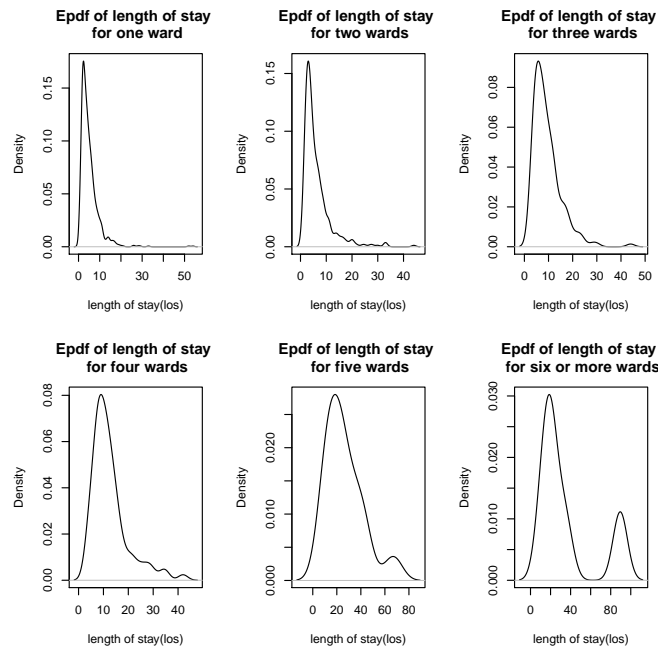 Epdf of length of stay
for one ward
Density
0.00 0.05 0.10 0.15
0 10 30 50
length of stay(los)
Epdf of length of stay
for two wards
Density
0.00 0.05 0.10 0.15
0 10 20 30 40
length of stay(los)
Epdf of length of stay
for three wards
Density
0.00 0.02 0.04 0.06 0.08
0 10 20 30 40 50
length of stay(los)
Epdf of length of stay
for four wards
Density
0.00 0.02 0.04 0.06 0.08
0 10 20 30 40
length of stay(los)
Epdf of length of stay
for five wards
Density
0.000 0.010 0.020
0 20 40 60 80
length of stay(los)
Epdf of length of stay
for six or more wards
Density
0.000 0.010 0.020 0.030
0 40 80
length of stay(los)